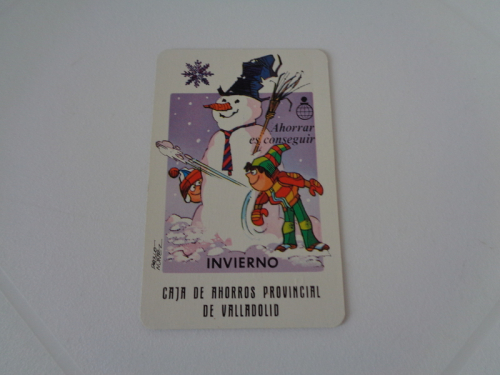 Ahorrar
es conseguir
INVIERNO
CAJA DE AHORROS PROVINCIAL
DE VALLADOLID